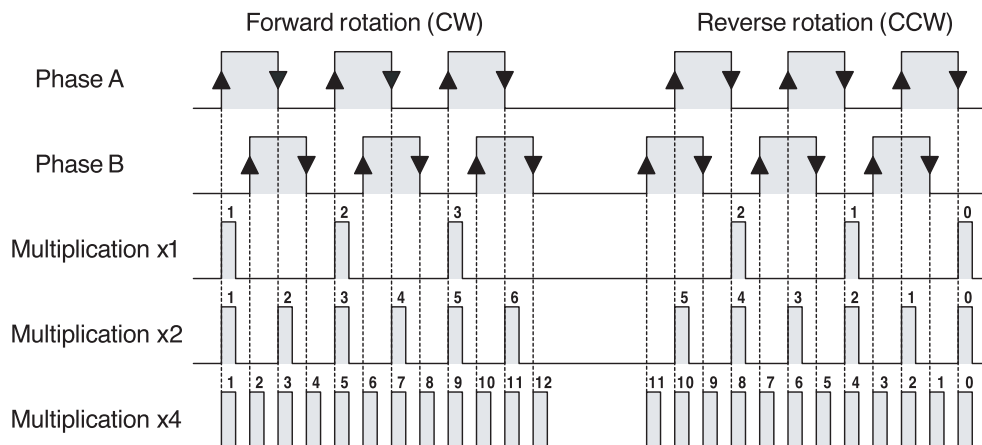 Forward rotation (CW) Reverse rotation (CCW)
Phase A
Phase B
1 2 3 2 1 0
Multiplication x1
1 2 3 4 5 6 5 4 3 2 1 0
Multiplication x2
1 2 3 4 5 6 7 8 9 10 11 12 11 10 9 8 7 6 5 4 3 2 1 0
Multiplication x4